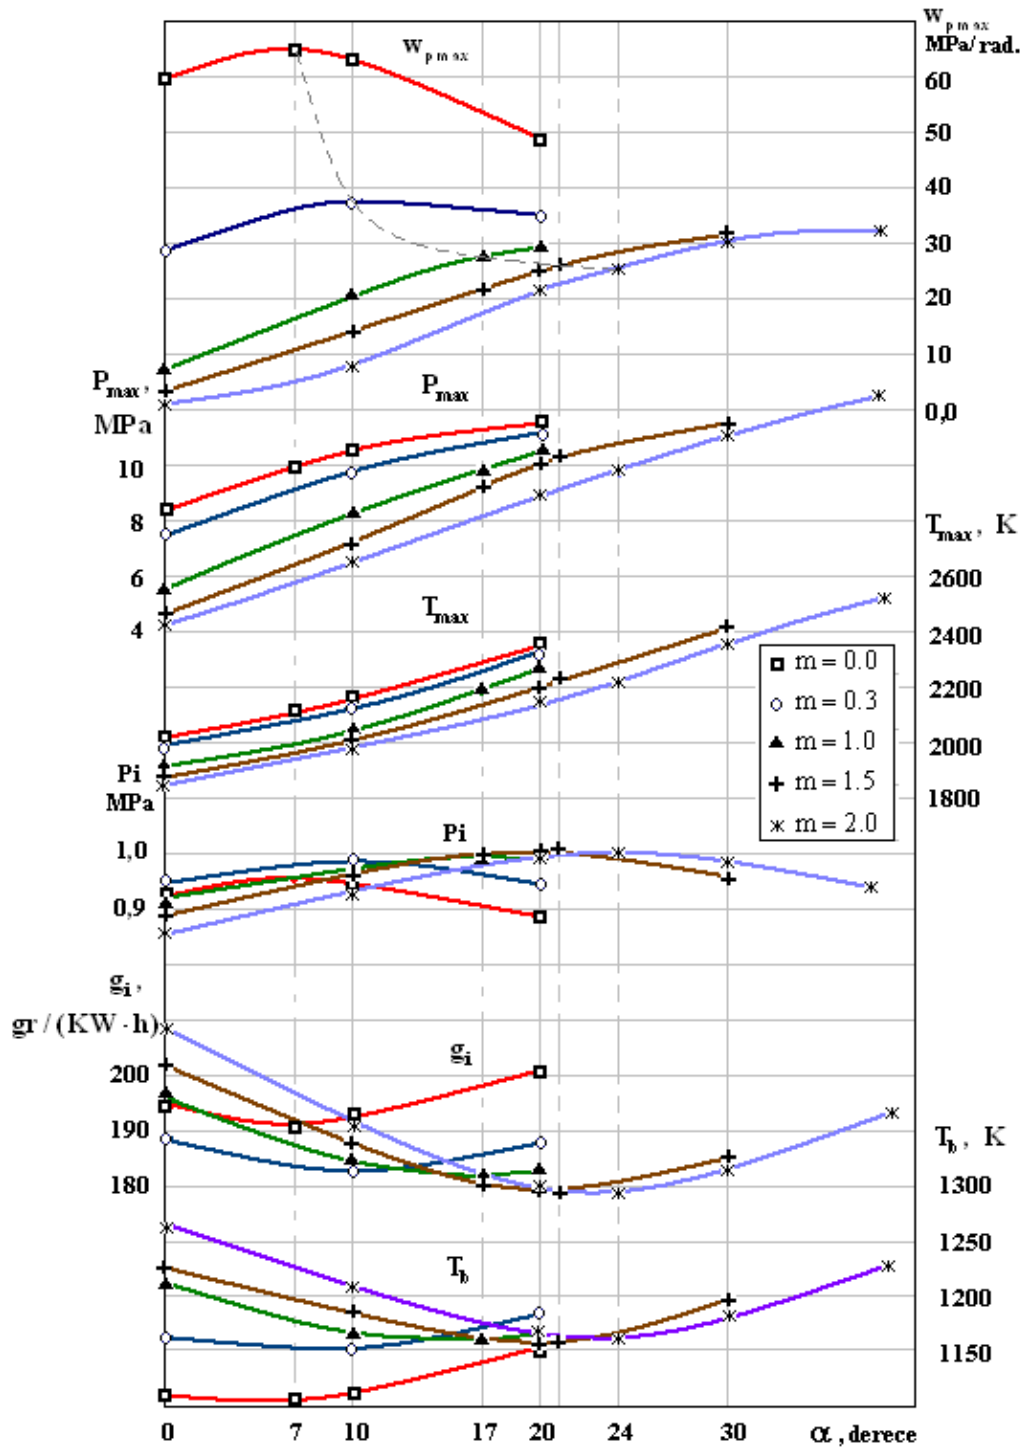 W p max
MPa/rad.
W p max
60
50
40
30
20
10
0,0
P max ,
MPa
P max
10
8
6
4
T max , K
2600
2400
2200
2000
1800
T max
m = 0.0
m = 0.3
m = 1.0
m = 1.5
m = 2.0
Pi
MPa
Pi
1,0
0,9
g i ,
gr / (KW · h)
g i
200
190
180
T b , K
1300
1250
1200
1150
T b
0 7 10 17 20 24 30 α , derece